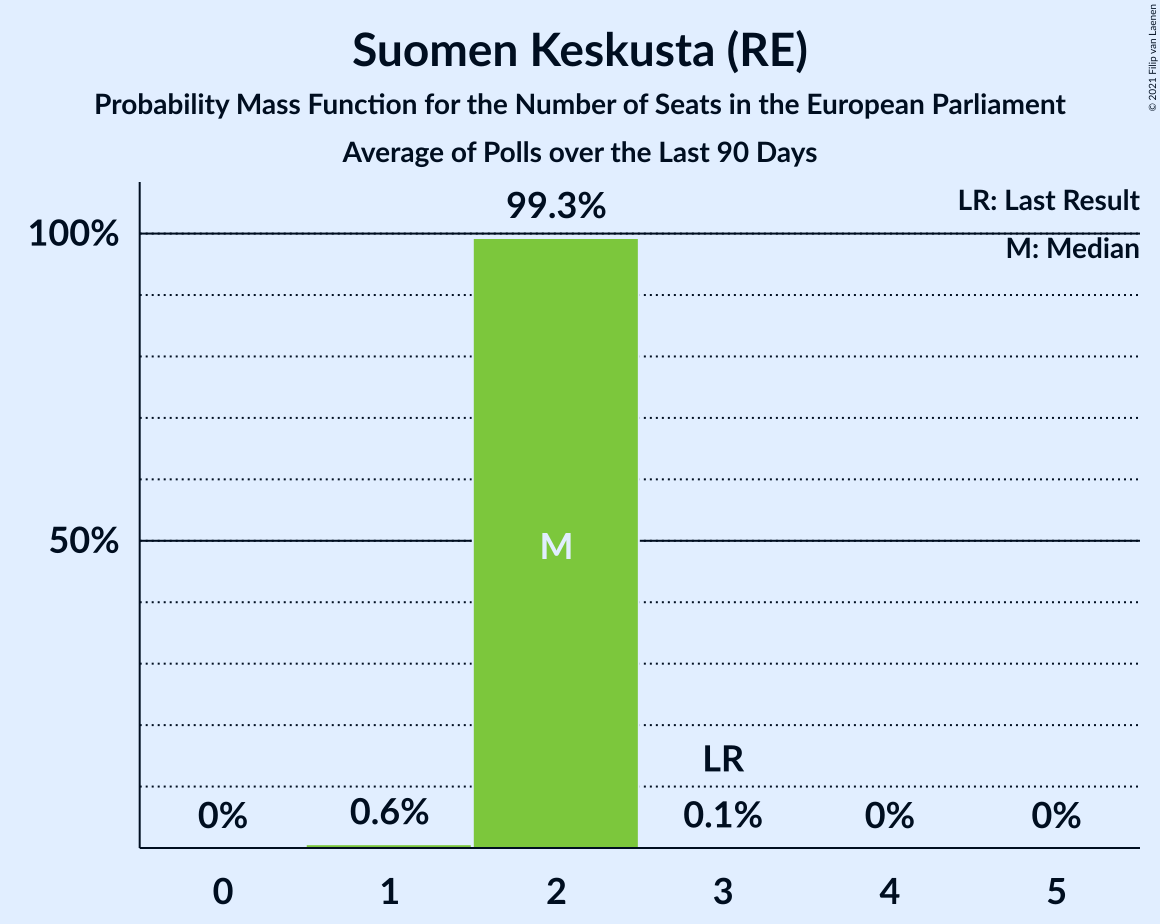 Suomen Keskusta (RE)
Probability Mass Function for the Number of Seats in the European Parliament
Average of Polls over the Last 90 Days
© 2021 Filip van Laenen
LR: Last Result
M: Median
99.3%
100%
50%
M
LR
0%
0.6%
0.1%
0%
0%
0 1 2 3 4 5